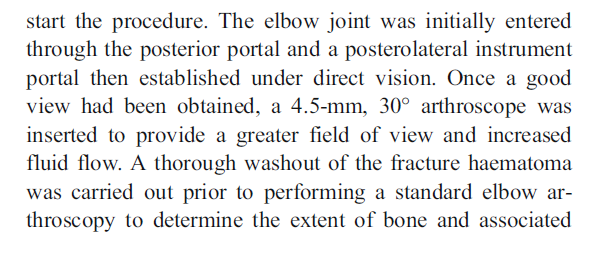 start the procedure. The elbow joint was initially entered
through the posterior portal and a posterolateral instrument
portal then established under direct vision. Once a good
view had been obtained, a 4.5-mm, 30° arthroscope was
inserted to provide a greater field of view and increased
fluid flow. A thorough washout of the fracture haematoma
was carried out prior to performing a standard elbow ar-
throscopy to determine the extent of bone and associated